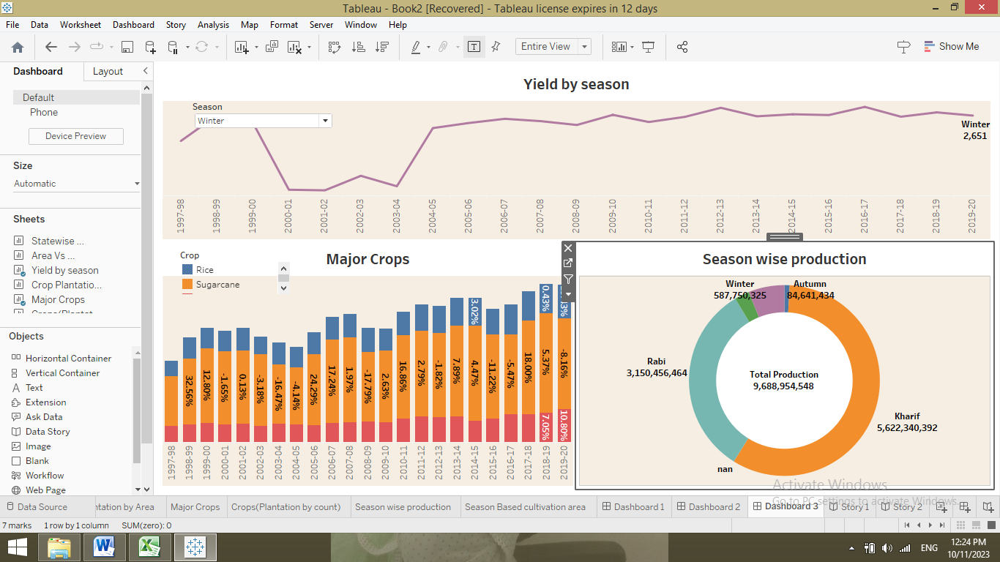 Tableau - Book2 [Recovered] - Tableau license expires in 12 days
File Data Worksheet Dashboard Story Analysis Map Format Server Window Help
Entire View
Show Me
Dashboard Layout
Default
Phone
Device Preview
Size
Automatic
Sheets
Statewise ...
Area Vs ...
Yield by season
Crop Plantatio...
Major Crops
Objects
Horizontal Container
Vertical Container
Text
Extension
Ask Data
Data Story
Image
Blank
Workflow
Web Page
Yield by season
Season
Winter
Winter
2,651
1997-98 1998-99 1999-00 2000-01 2001-02 2002-03 2003-04 2004-05 2005-06 2006-07 2007-08 2008-09 2009-10 2010-11 2011-12 2012-13 2013-14 2014-15 2015-16 2016-17 2017-18 2018-19 2019-20
Major Crops
Crop
Rice
Sugarcane
32.56% 12.80% -1.65% 0.13% -3.18% -16.47% -4.14% 24.29% 17.24% 1.97% -17.79% 2.63% 16.86% 2.79% -1.82% 7.89% 4.47% -11.22% -5.47% 18.00% 5.37% -8.16%
3.02% 0.43%
7.05% 10.80%
1997-98 1998-99 1999-00 2000-01 2001-02 2002-03 2003-04 2004-05 2005-06 2006-07 2007-08 2008-09 2009-10 2010-11 2011-12 2012-13 2013-14 2014-15 2015-16 2016-17 2017-18 2018-19 2019-20
Season wise production
Winter
587,750,325
Autumn
84,641,434
Rabi
3,150,456,464
Total Production
9,688,954,548
Kharif
5,622,340,392
nan
Activate Windows
Go to PC settings to activate Windows.
Data Source ntation by Area Major Crops Crops(Plantation by count) Season wise production Season Based cultivation area Dashboard 1 Dashboard 2 Dashboard 3 Story 1 Story 2
7 marks 1 row by 1 column SUM(zero): 0
ENG
12:24 PM
10/11/2023